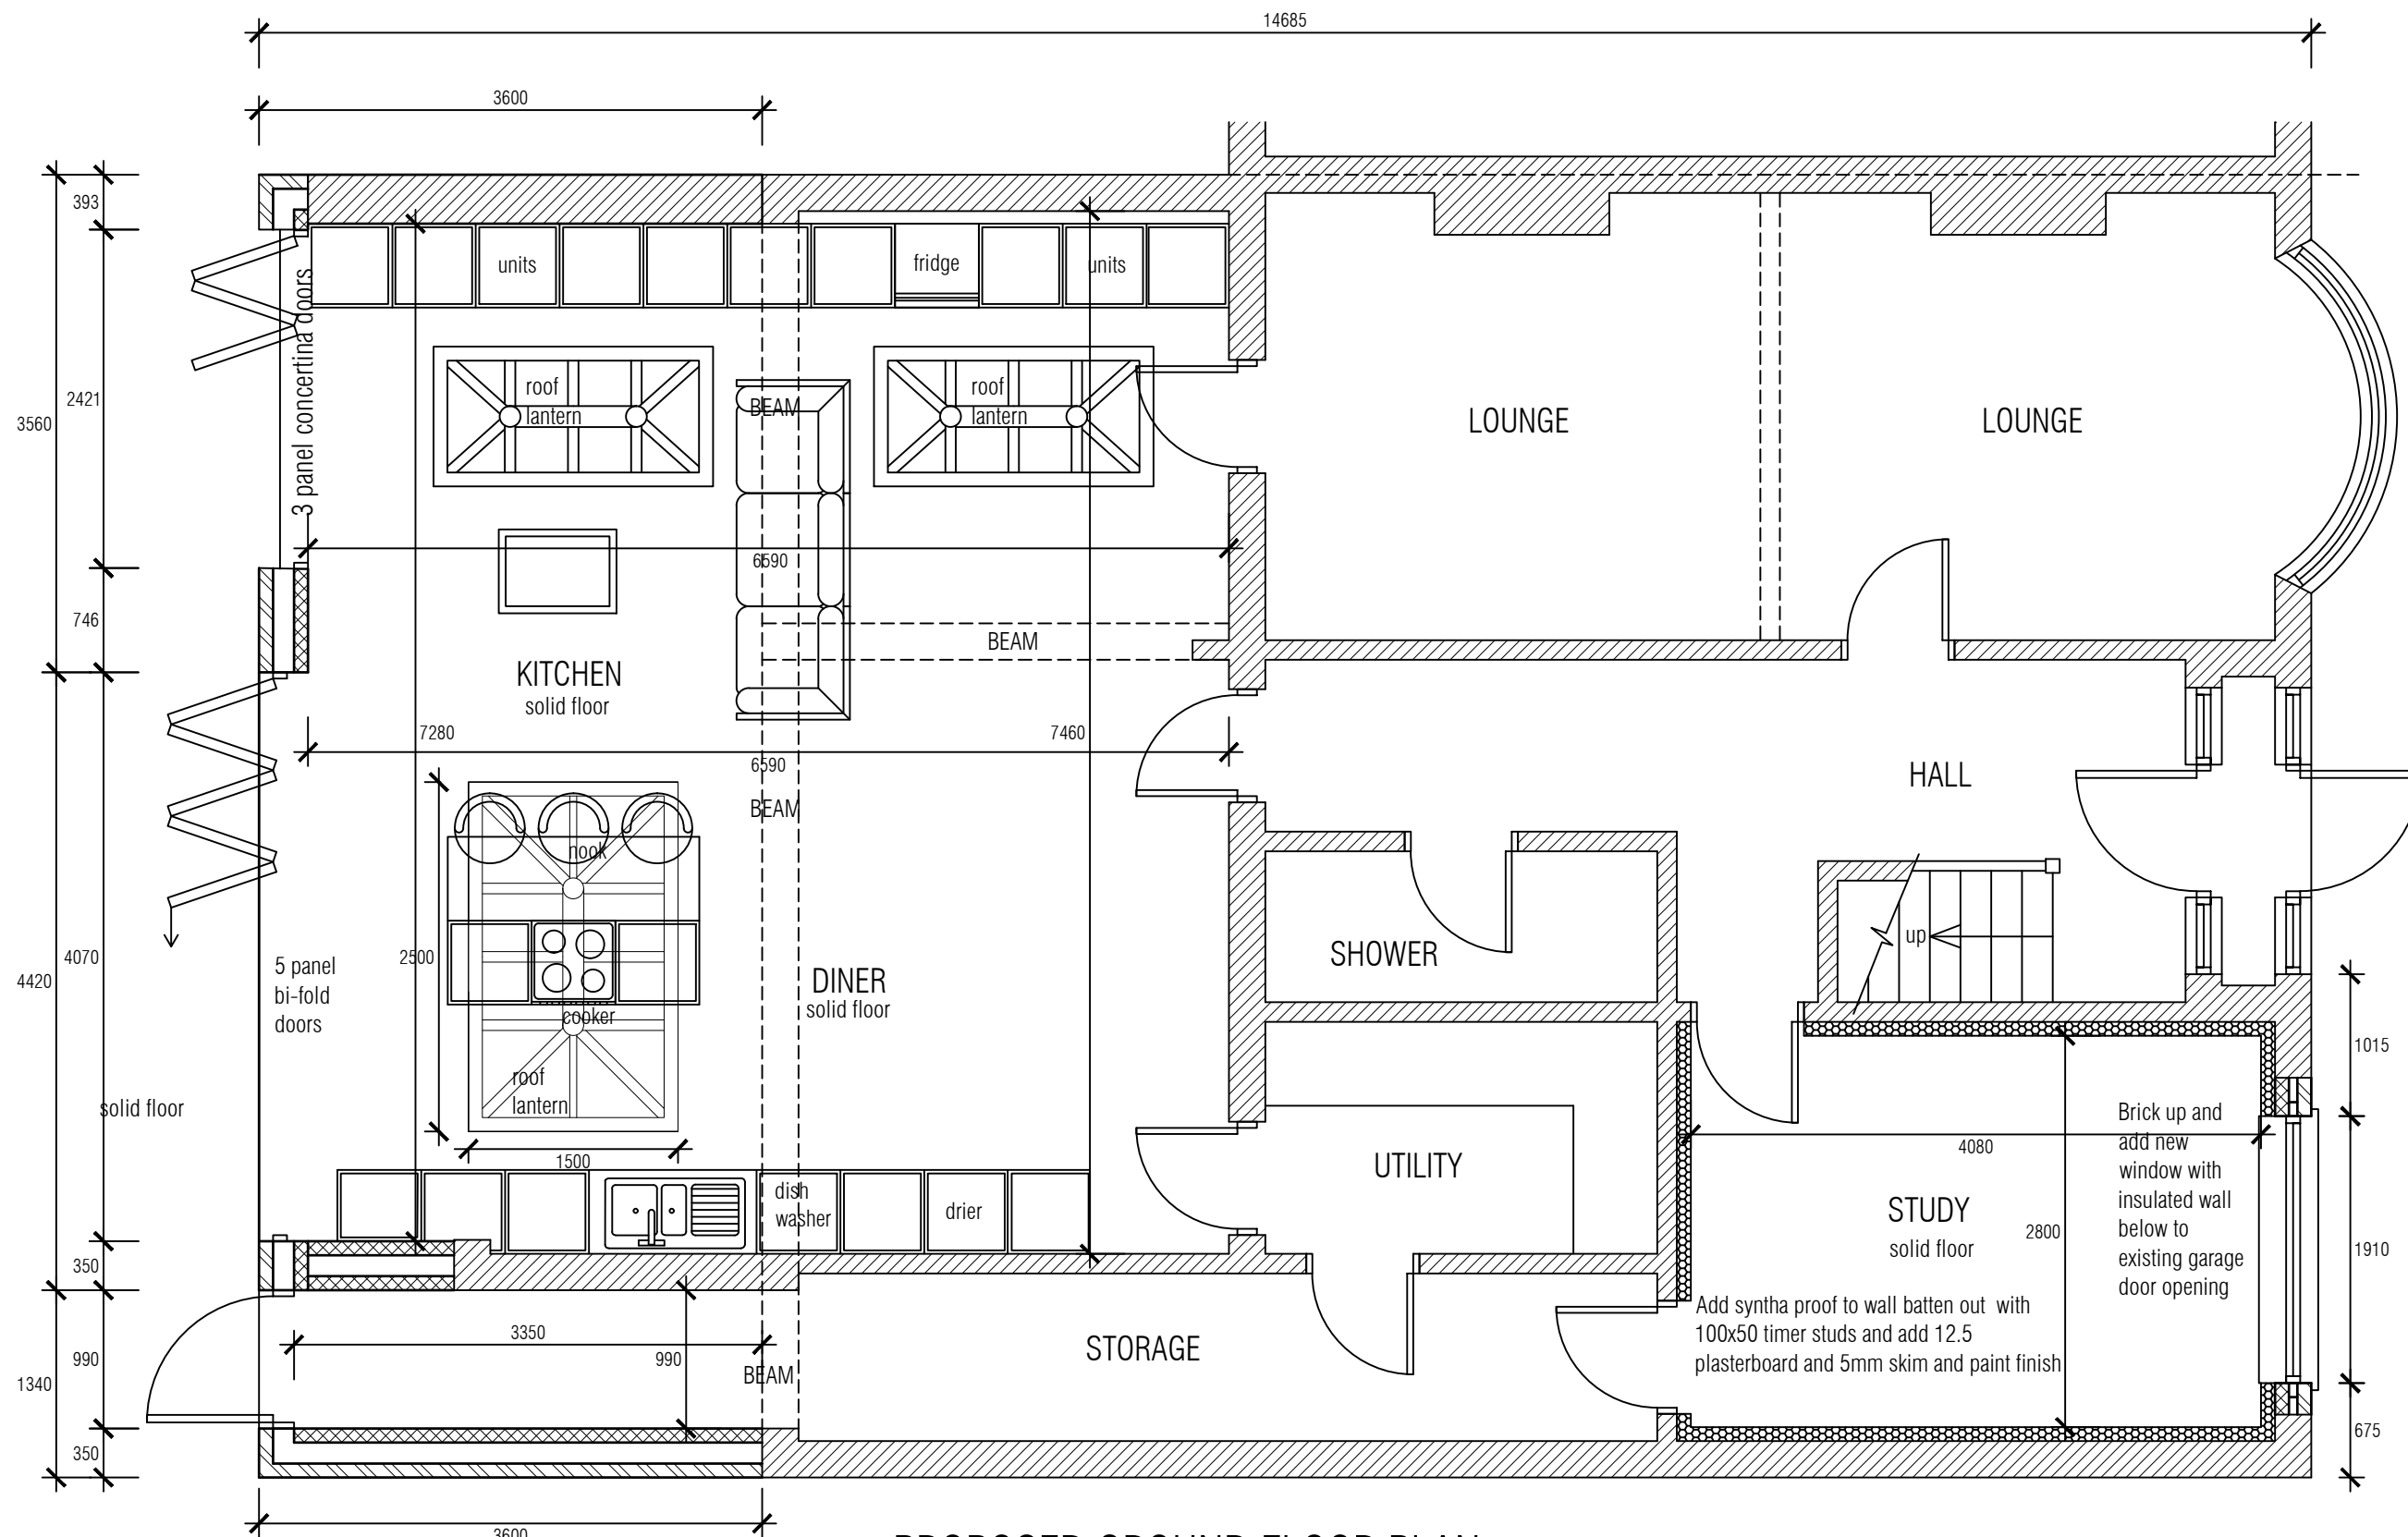 14685
3600
393
units
fridge
units
3 panel concertina doors
roof
lantern
BEAM
roof
lantern
2421
3560
LOUNGE
LOUNGE
6590
746
BEAM
KITCHEN
solid floor
7280
7460
6590
HALL
BEAM
nook
up
SHOWER
2500
4070
4420
5 panel
bi-fold
doors
DINER
solid floor
cooker
1015
roof
lantern
solid floor
Brick up and
add new
window with
insulated wall
below to
existing garage
door opening
4080
1500
UTILITY
dish
washer
drier
STUDY
solid floor
2800
1910
350
Add syntha proof to wall batten out with
100x50 timer studs and add 12.5
plasterboard and 5mm skim and paint finish
3350
990
990
1340
BEAM
STORAGE
675
350
3600
PROPOSED GROUND FLOOR PLAN